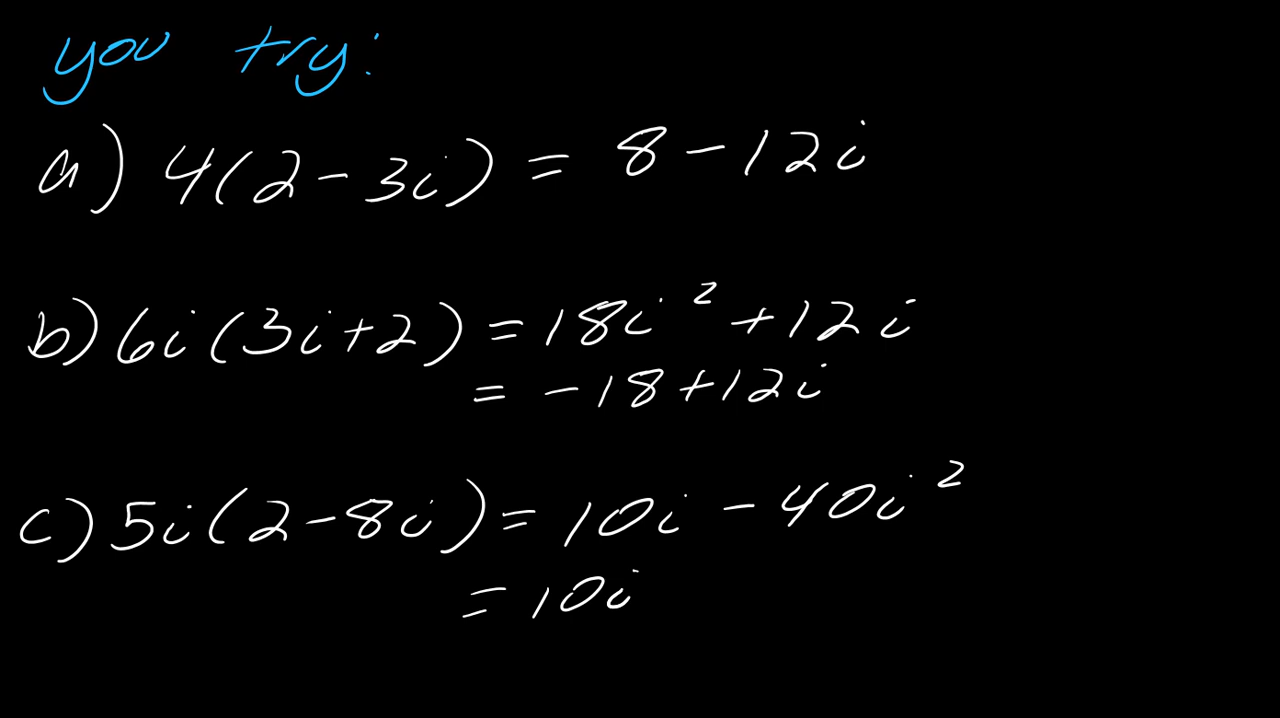 you try:
a) 4(2-3i) = 8-12i
b) 6i(3i+2) = 18i² +12i
= -18+12i
c) 5i(2-8i) = 10i - 40i²
= 10i